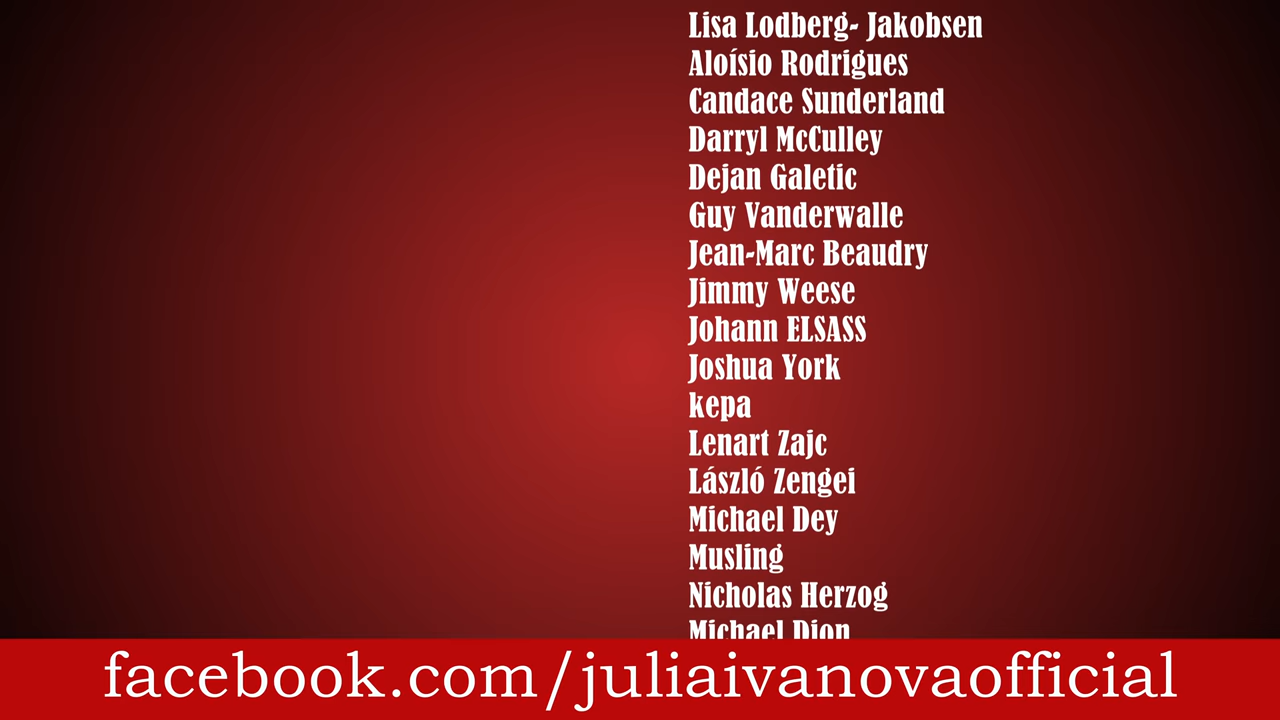 Lisa Lodberg- Jakobsen
Aloísio Rodrigues
Candace Sunderland
Darryl McCulley
Dejan Galetic
Guy Vanderwalle
Jean-Marc Beaudry
Jimmy Weese
Johann ELSASS
Joshua York
kepa
Lenart Zajc
László Zengei
Michael Dey
Musling
Nicholas Herzog
Michael Dion
facebook.com/juliaivanovaofficial